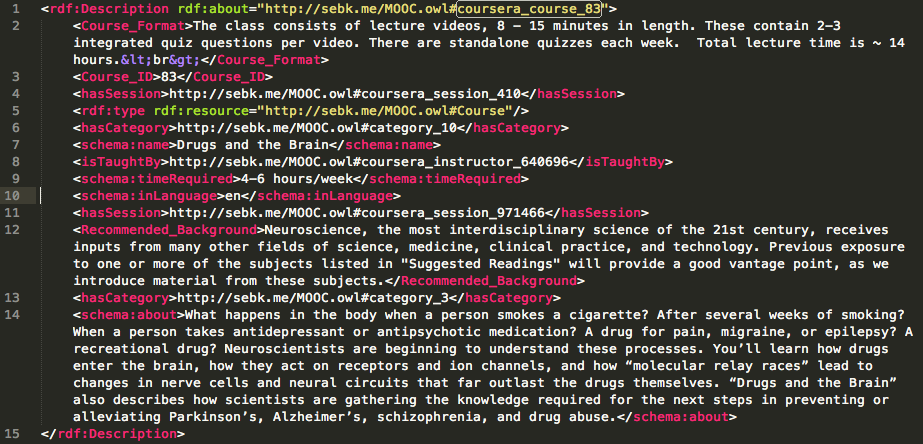 1 <rdf:Description rdf:about="http://sebk.me/MOOC.owl#coursera_course_83">
2 <Course_Format>The class consists of lecture videos, 8 – 15 minutes in length. These contain 2–3
integrated quiz questions per video. There are standalone quizzes each week.  Total lecture time is ~ 14
hours.&lt;br&gt;</Course_Format>
3 <Course_ID>83</Course_ID>
4 <hasSession>http://sebk.me/MOOC.owl#coursera_session_410</hasSession>
5 <rdf:type rdf:resource="http://sebk.me/MOOC.owl#Course"/>
6 <hasCategory>http://sebk.me/MOOC.owl#category_10</hasCategory>
7 <schema:name>Drugs and the Brain</schema:name>
8 <isTaughtBy>http://sebk.me/MOOC.owl#coursera_instructor_640696</isTaughtBy>
9 <schema:timeRequired>4–6 hours/week</schema:timeRequired>
10 <schema:inLanguage>en</schema:inLanguage>
11 <hasSession>http://sebk.me/MOOC.owl#coursera_session_971466</hasSession>
12 <Recommended_Background>Neuroscience, the most interdisciplinary science of the 21st century, receives
inputs from many other fields of science, medicine, clinical practice, and technology. Previous exposure
to one or more of the subjects listed in "Suggested Readings" will provide a good vantage point, as we
introduce material from these subjects.</Recommended_Background>
13 <hasCategory>http://sebk.me/MOOC.owl#category_3</hasCategory>
14 <schema:about>What happens in the body when a person smokes a cigarette? After several weeks of smoking?
When a person takes antidepressant or antipsychotic medication? A drug for pain, migraine, or epilepsy? A
recreational drug? Neuroscientists are beginning to understand these processes. You’ll learn how drugs
enter the brain, how they act on receptors and ion channels, and how “molecular relay races” lead to
changes in nerve cells and neural circuits that far outlast the drugs themselves. “Drugs and the Brain”
also describes how scientists are gathering the knowledge required for the next steps in preventing or
alleviating Parkinson’s, Alzheimer’s, schizophrenia, and drug abuse.</schema:about>
15 </rdf:Description>